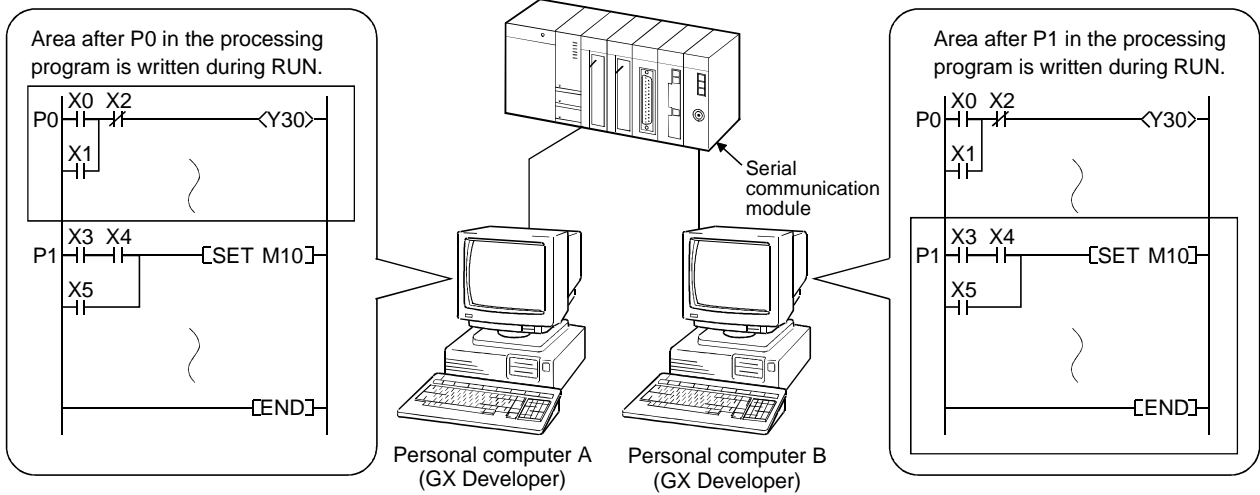 Area after P0 in the processing
program is written during RUN.
X0 X2
P0 Y30
X1
X3 X4
P1 SET M10
X5
END
Serial
communication
module
Personal computer A
(GX Developer)
Personal computer B
(GX Developer)
Area after P1 in the processing
program is written during RUN.
X0 X2
P0 Y30
X1
X3 X4
P1 SET M10
X5
END